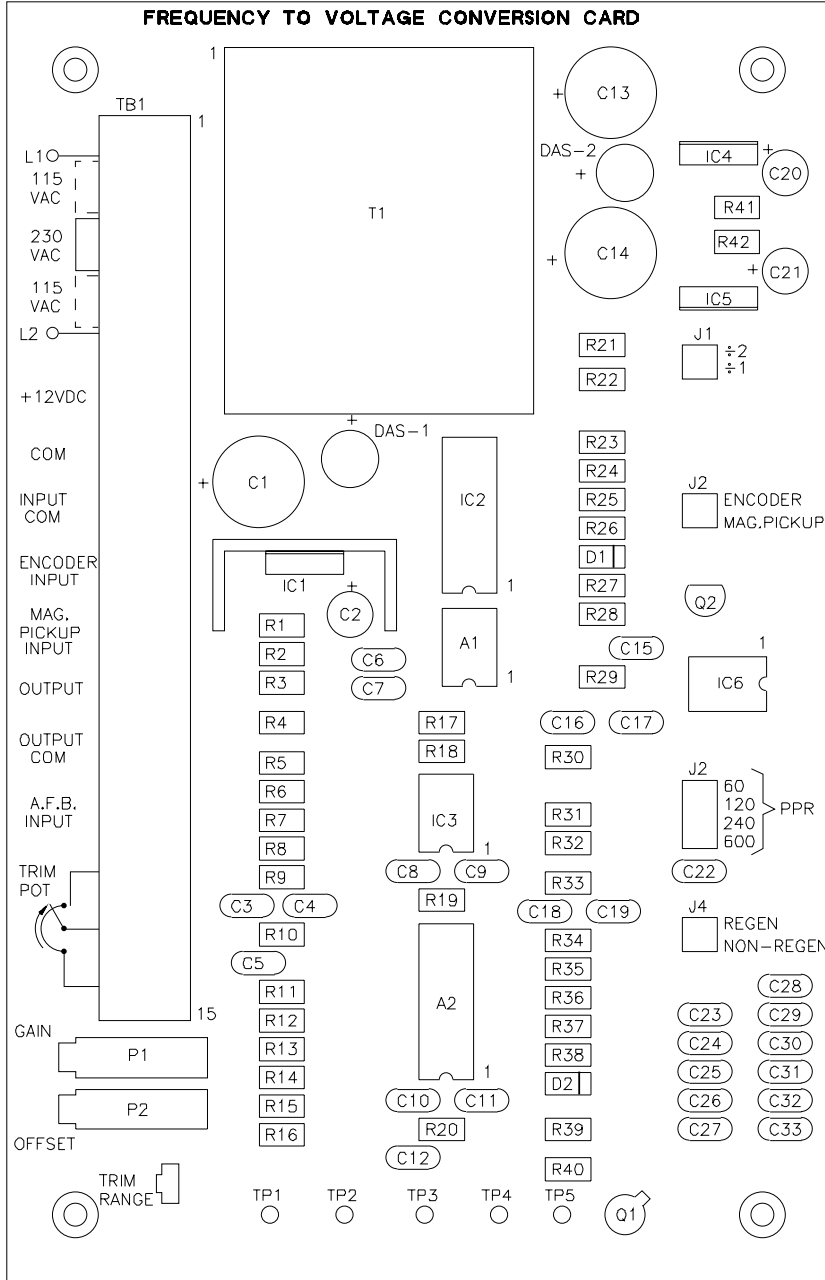 FREQUENCY TO VOLTAGE CONVERSION CARD
TB1
1
L1
115
VAC
230
VAC
115
VAC
L2
+12VDC
COM
INPUT
COM
ENCODER
INPUT
MAG.
PICKUP
INPUT
OUTPUT
OUTPUT
COM
A.F.B.
INPUT
TRIM
POT
15
GAIN
P1
P2
OFFSET
TRIM
RANGE
1
T1
+
DAS-1
+
C1
IC1
+
C2
R1
R2
R3
C6
C7
R4
R5
R6
R7
R8
R9
C3
C4
R10
C5
R11
R12
R13
R14
R15
R16
IC2
1
A1
1
R17
R18
IC3
1
C8
C9
R19
A2
1
C10
C11
R20
C12
+
C13
DAS-2
+
+
C14
R21
R22
R23
R24
R25
R26
D1
R27
R28
C15
R29
C16
C17
R30
R31
R32
R33
C18
C19
R34
R35
R36
R37
R38
D2
R39
R40
IC4
+
C20
R41
R42
+
C21
IC5
J1
÷2
÷1
J2
ENCODER
MAG.PICKUP
Q2
1
IC6
J2
60
120
240
600
PPR
C22
J4
REGEN
NON-REGEN
C28
C23
C29
C24
C30
C25
C31
C26
C32
C27
C33
TP1
TP2
TP3
TP4
TP5
Q1